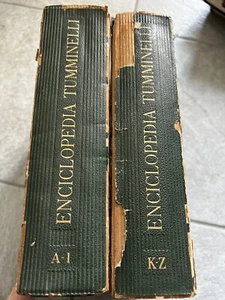 ENCICLOPEDIA TUMMINELLI
A-I
ENCICLOPEDIA TUMMINELLI
K-Z